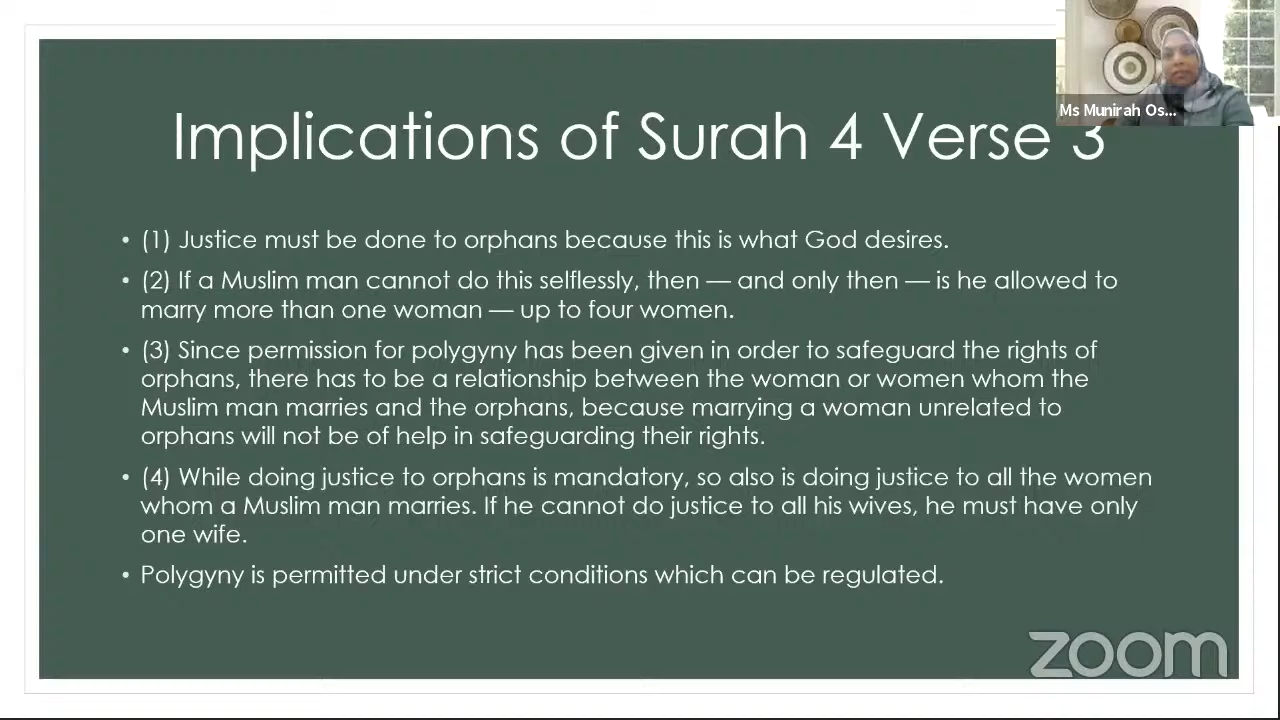 Ms Munirah Os...
Implications of Surah 4 Verse 3
• (1) Justice must be done to orphans because this is what God desires.
• (2) If a Muslim man cannot do this selflessly, then — and only then — is he allowed to
marry more than one woman — up to four women.
• (3) Since permission for polygyny has been given in order to safeguard the rights of
orphans, there has to be a relationship between the woman or women whom the
Muslim man marries and the orphans, because marrying a woman unrelated to
orphans will not be of help in safeguarding their rights.
• (4) While doing justice to orphans is mandatory, so also is doing justice to all the women
whom a Muslim man marries. If he cannot do justice to all his wives, he must have only
one wife.
• Polygyny is permitted under strict conditions which can be regulated.
zoom